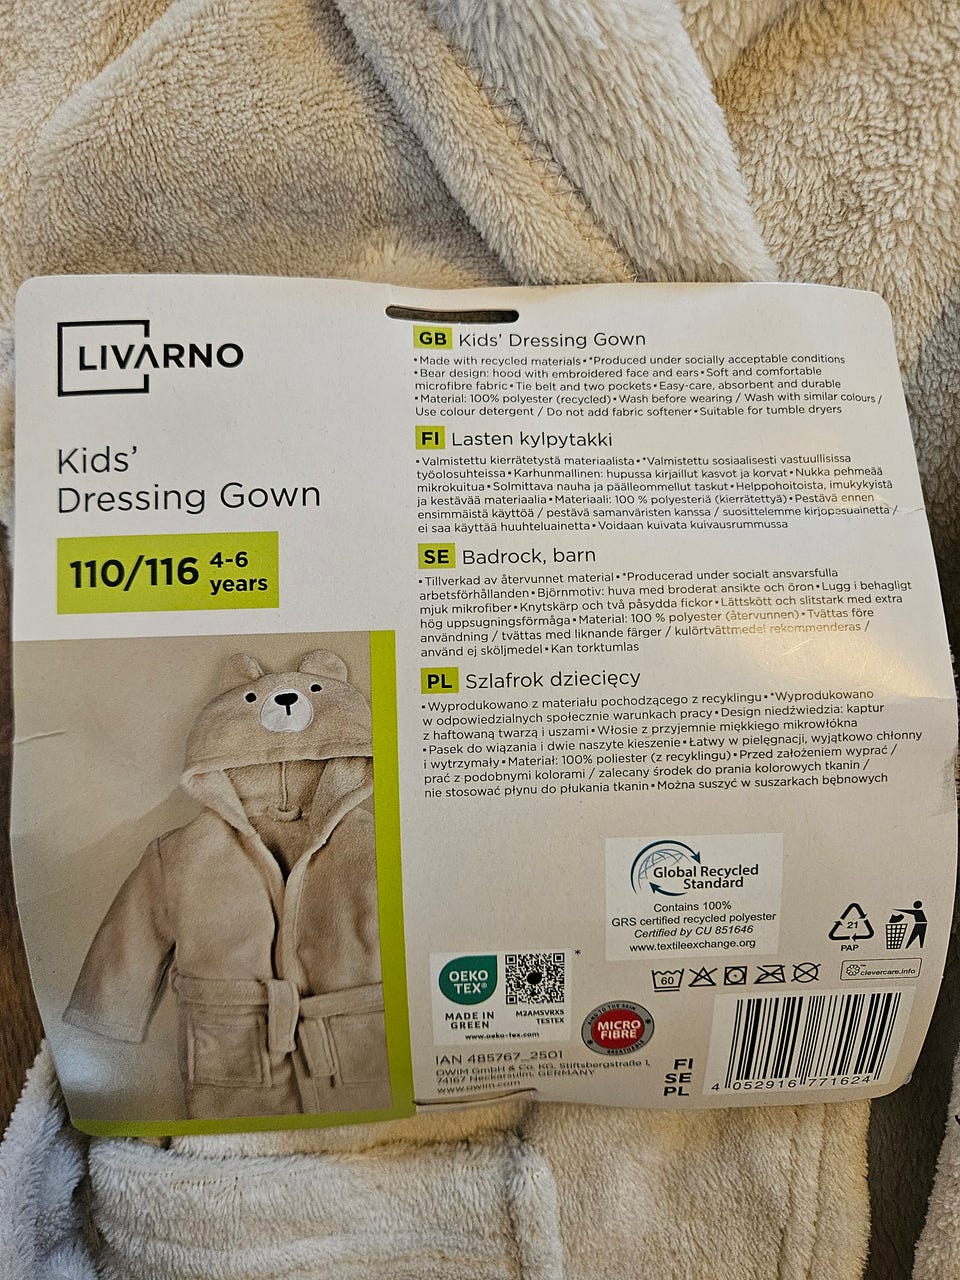 LIVARNO
Kids'
Dressing Gown
110/116 4-6 years
GB Kids' Dressing Gown
•Made with recycled materials • *Produced under socially acceptable conditions
•Bear design: hood with embroidered face and ears • Soft and comfortable
microfibre fabric • Tie belt and two pockets • Easy-care, absorbent and durable
•Material: 100% polyester (recycled) • Wash before wearing / Wash with similar colours /
Use colour detergent / Do not add fabric softener • Suitable for tumble dryers
FI Lasten kylpytakki
•Valmistettu kierrätetystä materiaalista • *Valmistettu sosiaalisesti vastuullisissa
työolosuhteissa • Karhunmallinen: hupussa kirjaillut kasvot ja korvat • Nukka pehmeää
mikrokuitua • Solmittava nauha ja päälleommellut taskut • Helppohoitoista, imukykyistä
ja kestävää materiaalia • Materiaali: 100 % polyesteriä (kierrätettyä) • Pestävä ennen
ensimmäistä käyttöä / pestävä samanväristen kanssa / suosittelemme kirjopesuainetta /
ei saa käyttää huuhteluainetta • Voidaan kuivata kuivausrummussa
SE Badrock, barn
•Tillverkad av återvunnet material • *Producerad under socialt ansvarsfulla
arbetsförhållanden • Björnmotiv: huva med broderat ansikte och öron • Lugg i behagligt
mjuk mikrofiber • Knytskärp och två påsydda fickor • Lättskött och slitstark med extra
hög uppsugningsförmåga • Material: 100 % polyester (återvunnen) • Tvättas före
användning / tvättas med liknande färger / kulörtvättmedel rekommenderas /
använd ej sköljmedel • Kan torktumlas
PL Szlafrok dziecięcy
•Wyprodukowano z materiału pochodzącego z recyklingu • *Wyprodukowano
w odpowiedzialnych społecznie warunkach pracy • Design niedźwiedzia: kaptur
z haftowaną twarzą i uszami • Włosie z przyjemnie miękkiego mikrowłókna
•Pasek do wiązania i dwie naszyte kieszenie • Łatwy w pielęgnacji, wyjątkowo chłonny
i wytrzymały • Materiał: 100% poliester (z recyklingu) • Przed założeniem wyprać /
prać z podobnymi kolorami / zalecany środek do prania kolorowych tkanin /
nie stosować płynu do płukania tkanin • Można suszyć w suszarkach bębnowych
Global Recycled
Standard
Contains 100%
GRS certified recycled polyester
Certified by CU 851646
www.textileexchange.org
21
PAP
60
clevercare.info
OEKO
TEX®
*
MADE IN
GREEN
M2AMSVRXS
TESTEX
www.oeko-tex.com
KIND TO THE SKIN
MICRO
FIBRE
BREATHABLE
IAN 485767_2501
OWIM GmbH & Co. KG, Stiftsbergstraße 1,
74167 Neckarsulm, GERMANY
www.owim.com
FI
SE
PL
4 052916 771624